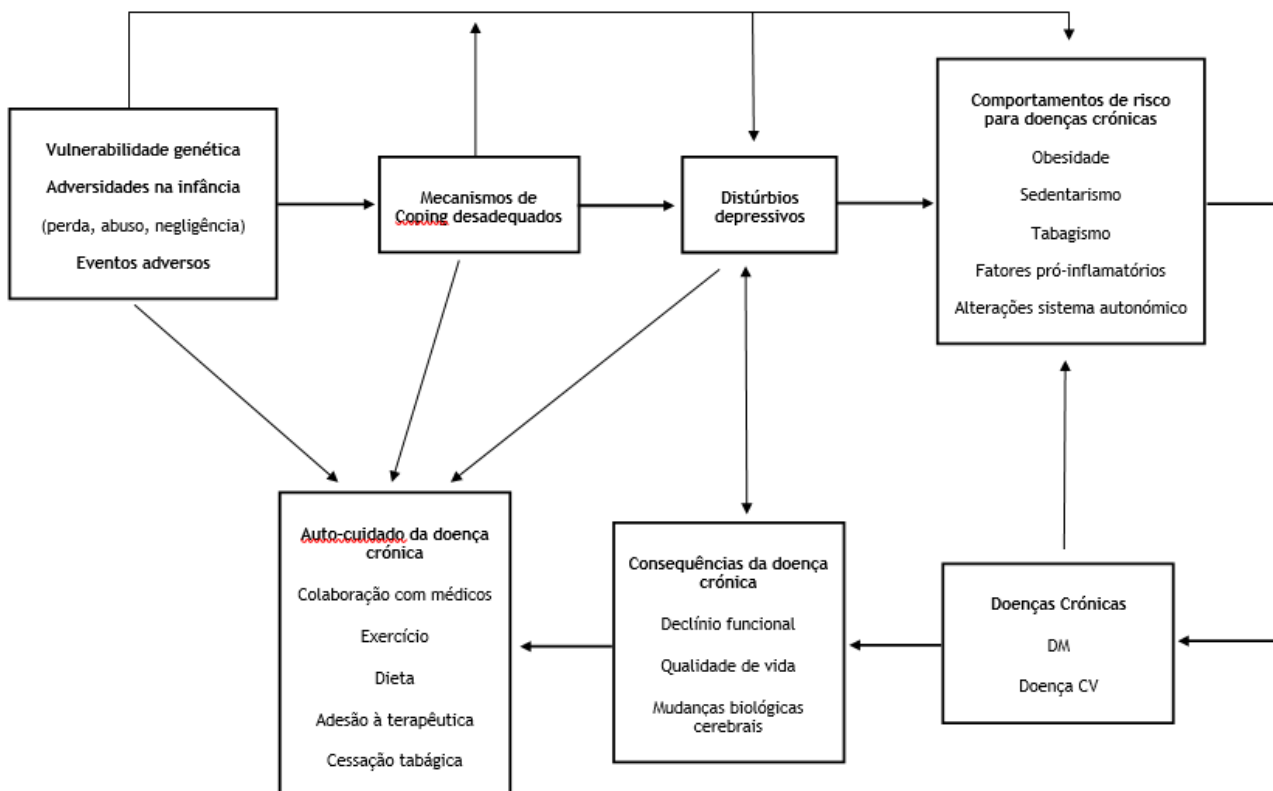 Vulnerabilidade genética
Adversidades na infância
(perda, abuso, negligência)
Eventos adversos
Mecanismos de
Coping desadequados
Distúrbios
depressivos
Comportamentos de risco
para doenças crónicas
Obesidade
Sedentarismo
Tabagismo
Fatores pró-inflamatórios
Alterações sistema autonómico
Auto-cuidado da doença
crónica
Colaboração com médicos
Exercício
Dieta
Adesão à terapêutica
Cessação tabágica
Consequências da doença
crónica
Declínio funcional
Qualidade de vida
Mudanças biológicas
cerebrais
Doenças Crónicas
DM
Doença CV